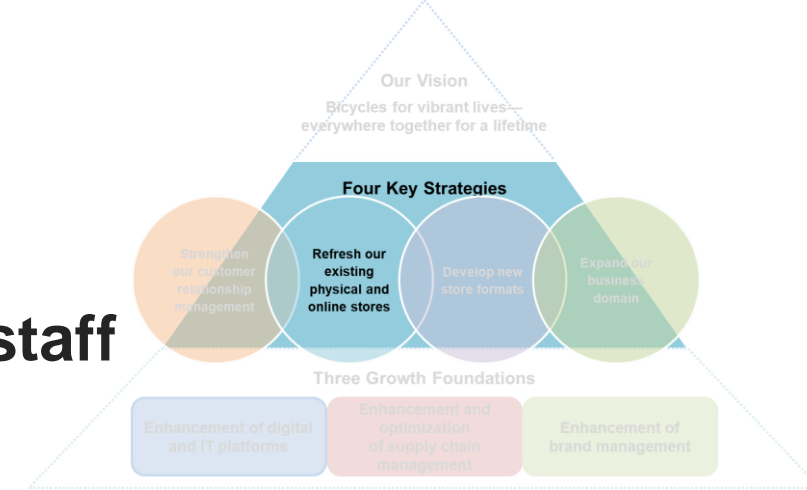 Our Vision
Bicycles for vibrant lives—
everywhere together for a lifetime
Four Key Strategies
Strengthen
our customer
relationship
management
Refresh our
existing
physical and
online stores
Develop new
store formats
Expand our
business
domain
staff
Three Growth Foundations
Enhancement of digital
and IT platforms
Enhancement and
optimization
of supply chain
management
Enhancement of
brand management